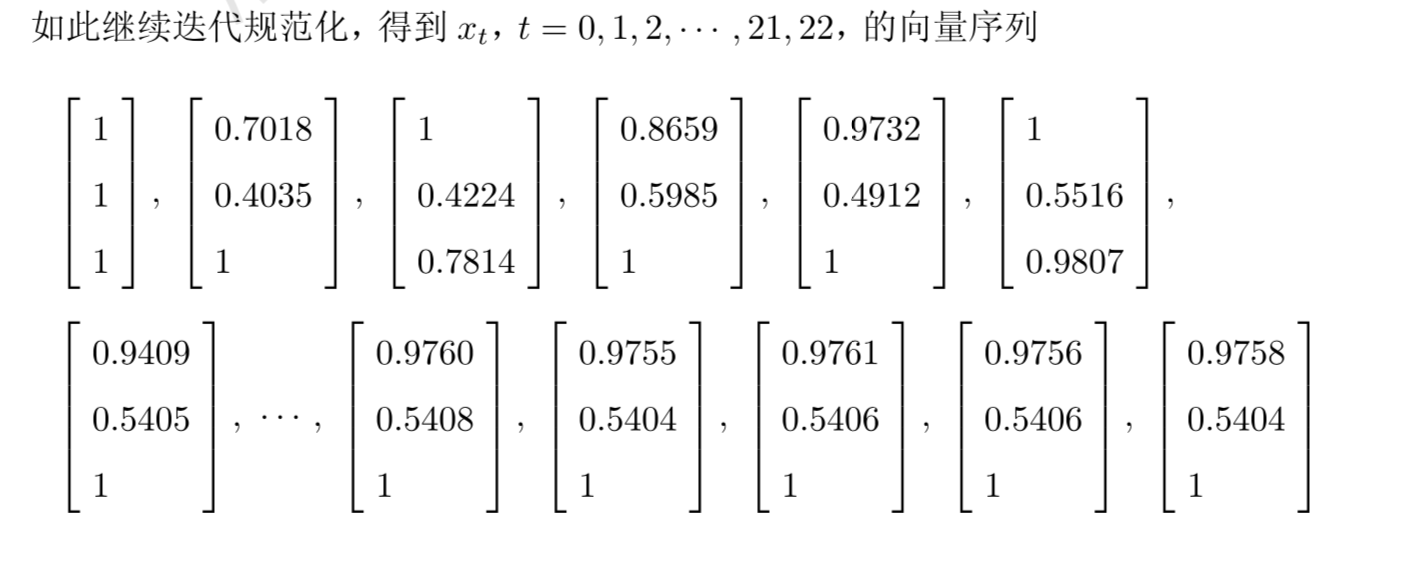 如此继续迭代规范化，得到 x_t，t = 0, 1, 2, ··· , 21, 22，的向量序列
[1 1 1], [0.7018 0.4035 1], [1 0.4224 0.7814], [0.8659 0.5985 1], [0.9732 0.4912 1], [1 0.5516 0.9807],
[0.9409 0.5405 1], ··· , [0.9760 0.5408 1], [0.9755 0.5404 1], [0.9761 0.5406 1], [0.9756 0.5406 1], [0.9758 0.5404 1]